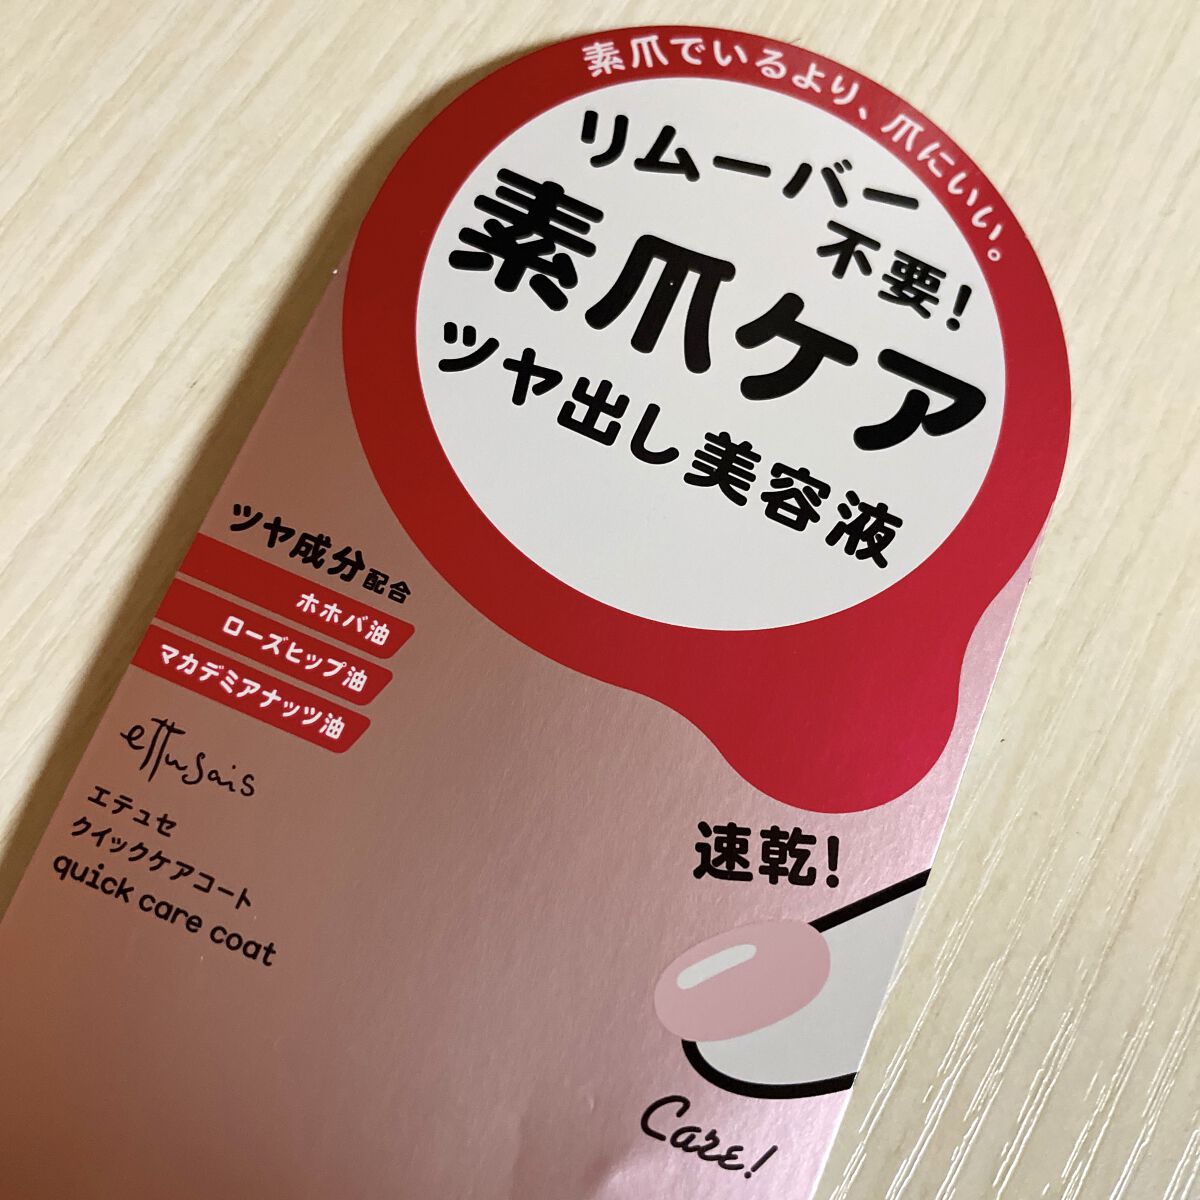 素爪でいるより、爪にいい。
リムーバー
不要!
素爪ケア
ツヤ出し美容液
ツヤ成分配合
ホホバ油
ローズヒップ油
マカデミアナッツ油
ettusais
エテュセ
クイックケアコート
quick care coat
速乾!
Care!